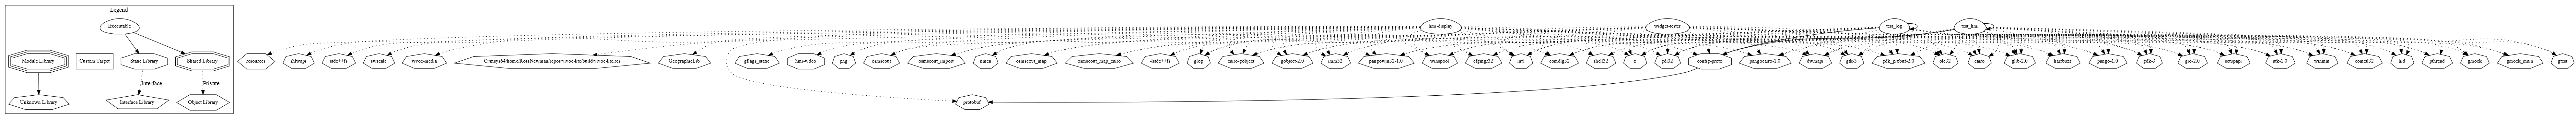 Legend
Executable
Module Library
Custom Target
Static Library
Shared Library
Interface
Private
Unknown Library
Interface Library
Object Library
hmi-display
widget-tester
test_log
test_hmi
resources
shlwapi
stdc++fs
swscale
vivoe-media
C:/msys64/home/RossNewman/repos/vivoe-lite/build/vivoe-lite.res
GeographicLib
gflags_static
hmi-video
png
osmscout
osmscout_import
osmscout_map
osmscout_map_cairo
-lstdc++fs
glog
cairo-gobject
gobject-2.0
imm32
pangowin32-1.0
winspool
cfgmgr32
intl
comdlg32
shell32
z
gdi32
config-proto
pangocairo-1.0
dwmapi
gdk-3
gdk_pixbuf-2.0
ole32
cairo
glib-2.0
harfbuzz
pango-1.0
gdk-3
gio-2.0
setupapi
atk-1.0
winmm
comctl32
hid
pthread
gmock
gmock_main
gtest
protobuf